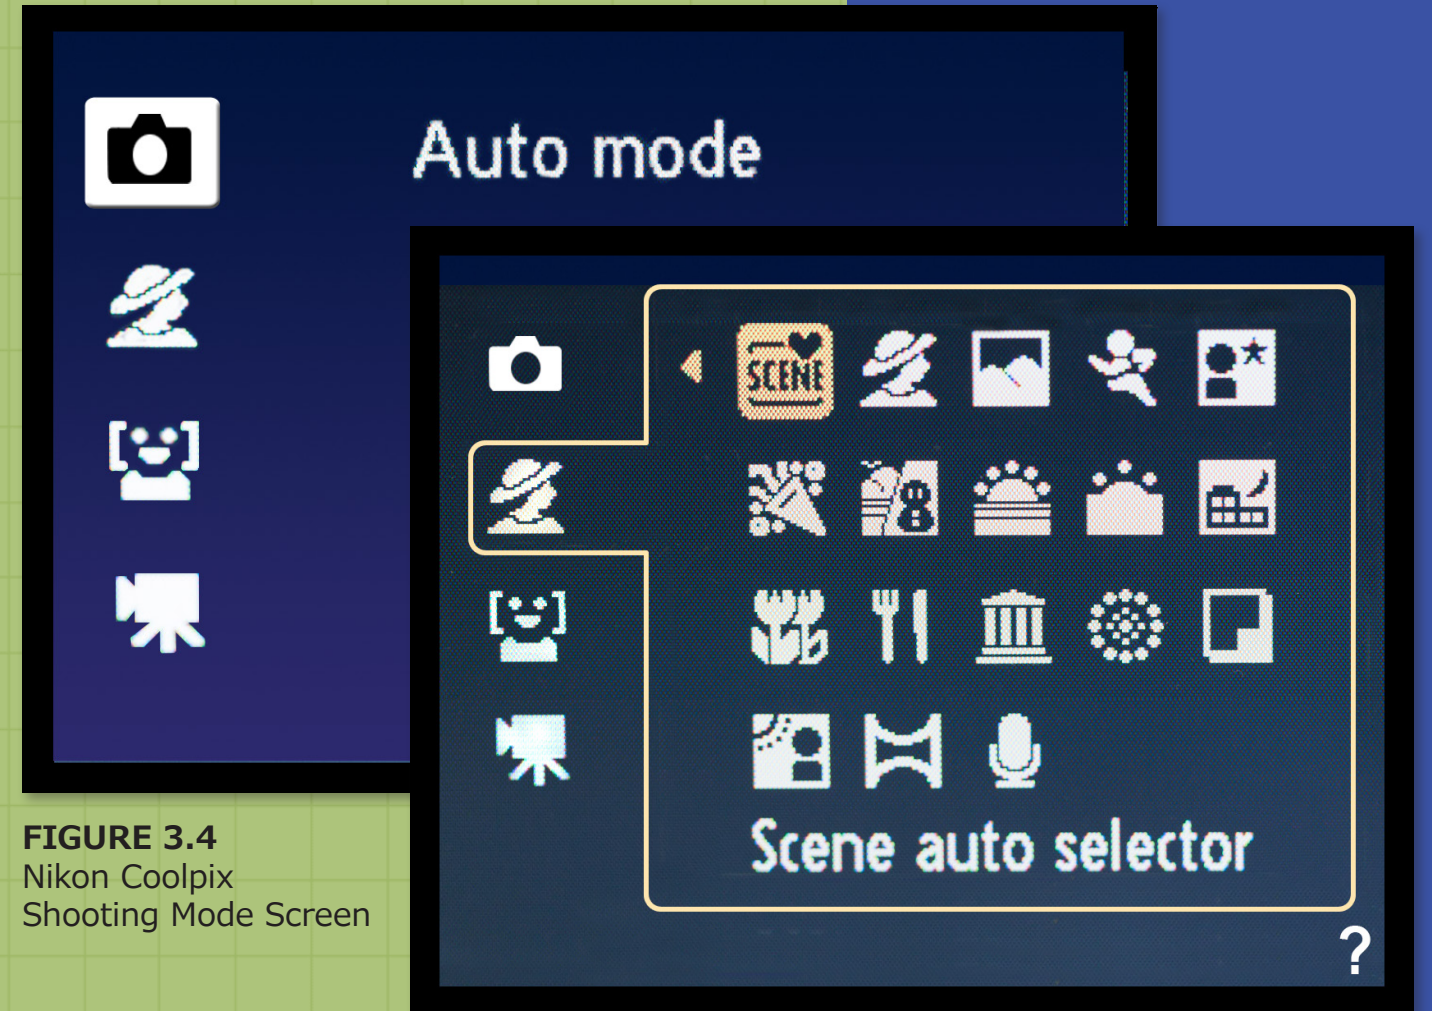 Auto mode
SCENE
Scene auto selector
?
FIGURE 3.4
Nikon Coolpix
Shooting Mode Screen